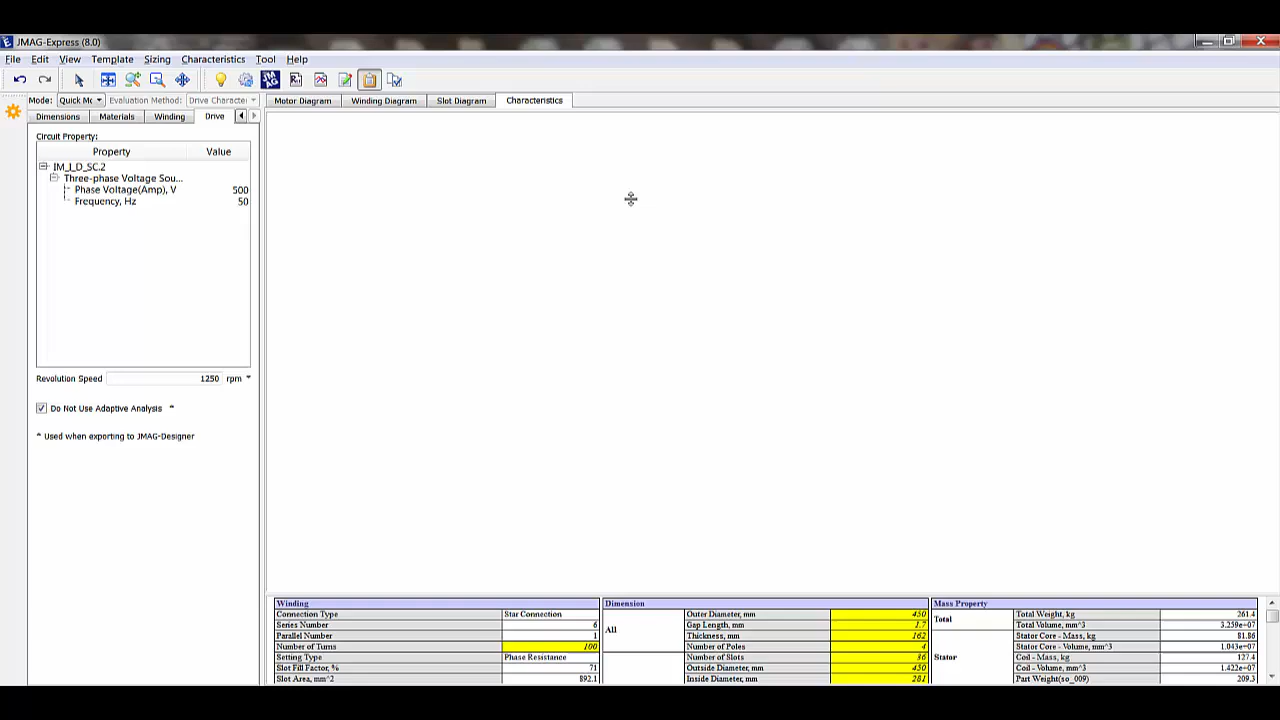 JMAG-Express (8.0)
File Edit View Template Sizing Characteristics Tool Help
Mode: Quick Mc Evaluation Method: Drive Character
Motor Diagram Winding Diagram Slot Diagram Characteristics
Dimensions Materials Winding Drive
Circuit Property:
Property Value
IM_I_D_SC.2
Three-phase Voltage Sou...
Phase Voltage(Amp), V 500
Frequency, Hz 50
Revolution Speed 1250 rpm
Do Not Use Adaptive Analysis *
* Used when exporting to JMAG-Designer
Winding Dimension Mass Property
Connection Type Star Connection All Outer Diameter, mm 450 Total Total Weight, kg 261.4
Series Number 6 Gap Length, mm 1.7 Total Volume, mm^3 3.259e+07
Parallel Number 1 Thickness, mm 162 Stator Stator Core - Mass, kg 81.86
Number of Turns 100 Number of Poles 4 Stator Core - Volume, mm^3 1.043e+07
Setting Type Phase Resistance Number of Slots 36 Coil - Mass, kg 127.4
Slot Fill Factor, % 71 Outside Diameter, mm 450 Coil - Volume, mm^3 1.422e+07
Slot Area, mm^2 892.1 Inside Diameter, mm 281 Part Weight(so_009) 209.3